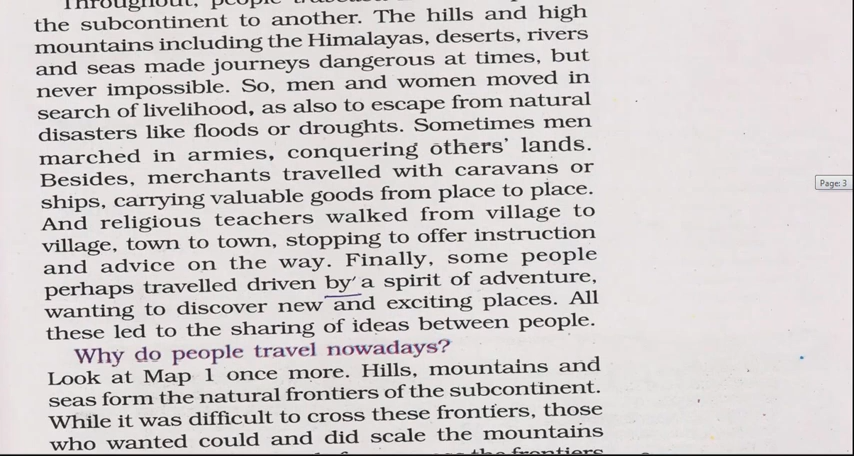 Throughout, people
the subcontinent to another. The hills and high
mountains including the Himalayas, deserts, rivers
and seas made journeys dangerous at times, but
never impossible. So, men and women moved in
search of livelihood, as also to escape from natural
disasters like floods or droughts. Sometimes men
marched in armies, conquering others' lands.
Besides, merchants travelled with caravans or
ships, carrying valuable goods from place to place.
And religious teachers walked from village to
village, town to town, stopping to offer instruction
and advice on the way. Finally, some people
perhaps travelled driven by a spirit of adventure,
wanting to discover new and exciting places. All
these led to the sharing of ideas between people.
Why do people travel nowadays?
Look at Map 1 once more. Hills, mountains and
seas form the natural frontiers of the subcontinent.
While it was difficult to cross these frontiers, those
who wanted could and did scale the mountains
the frontiers
Page: 3